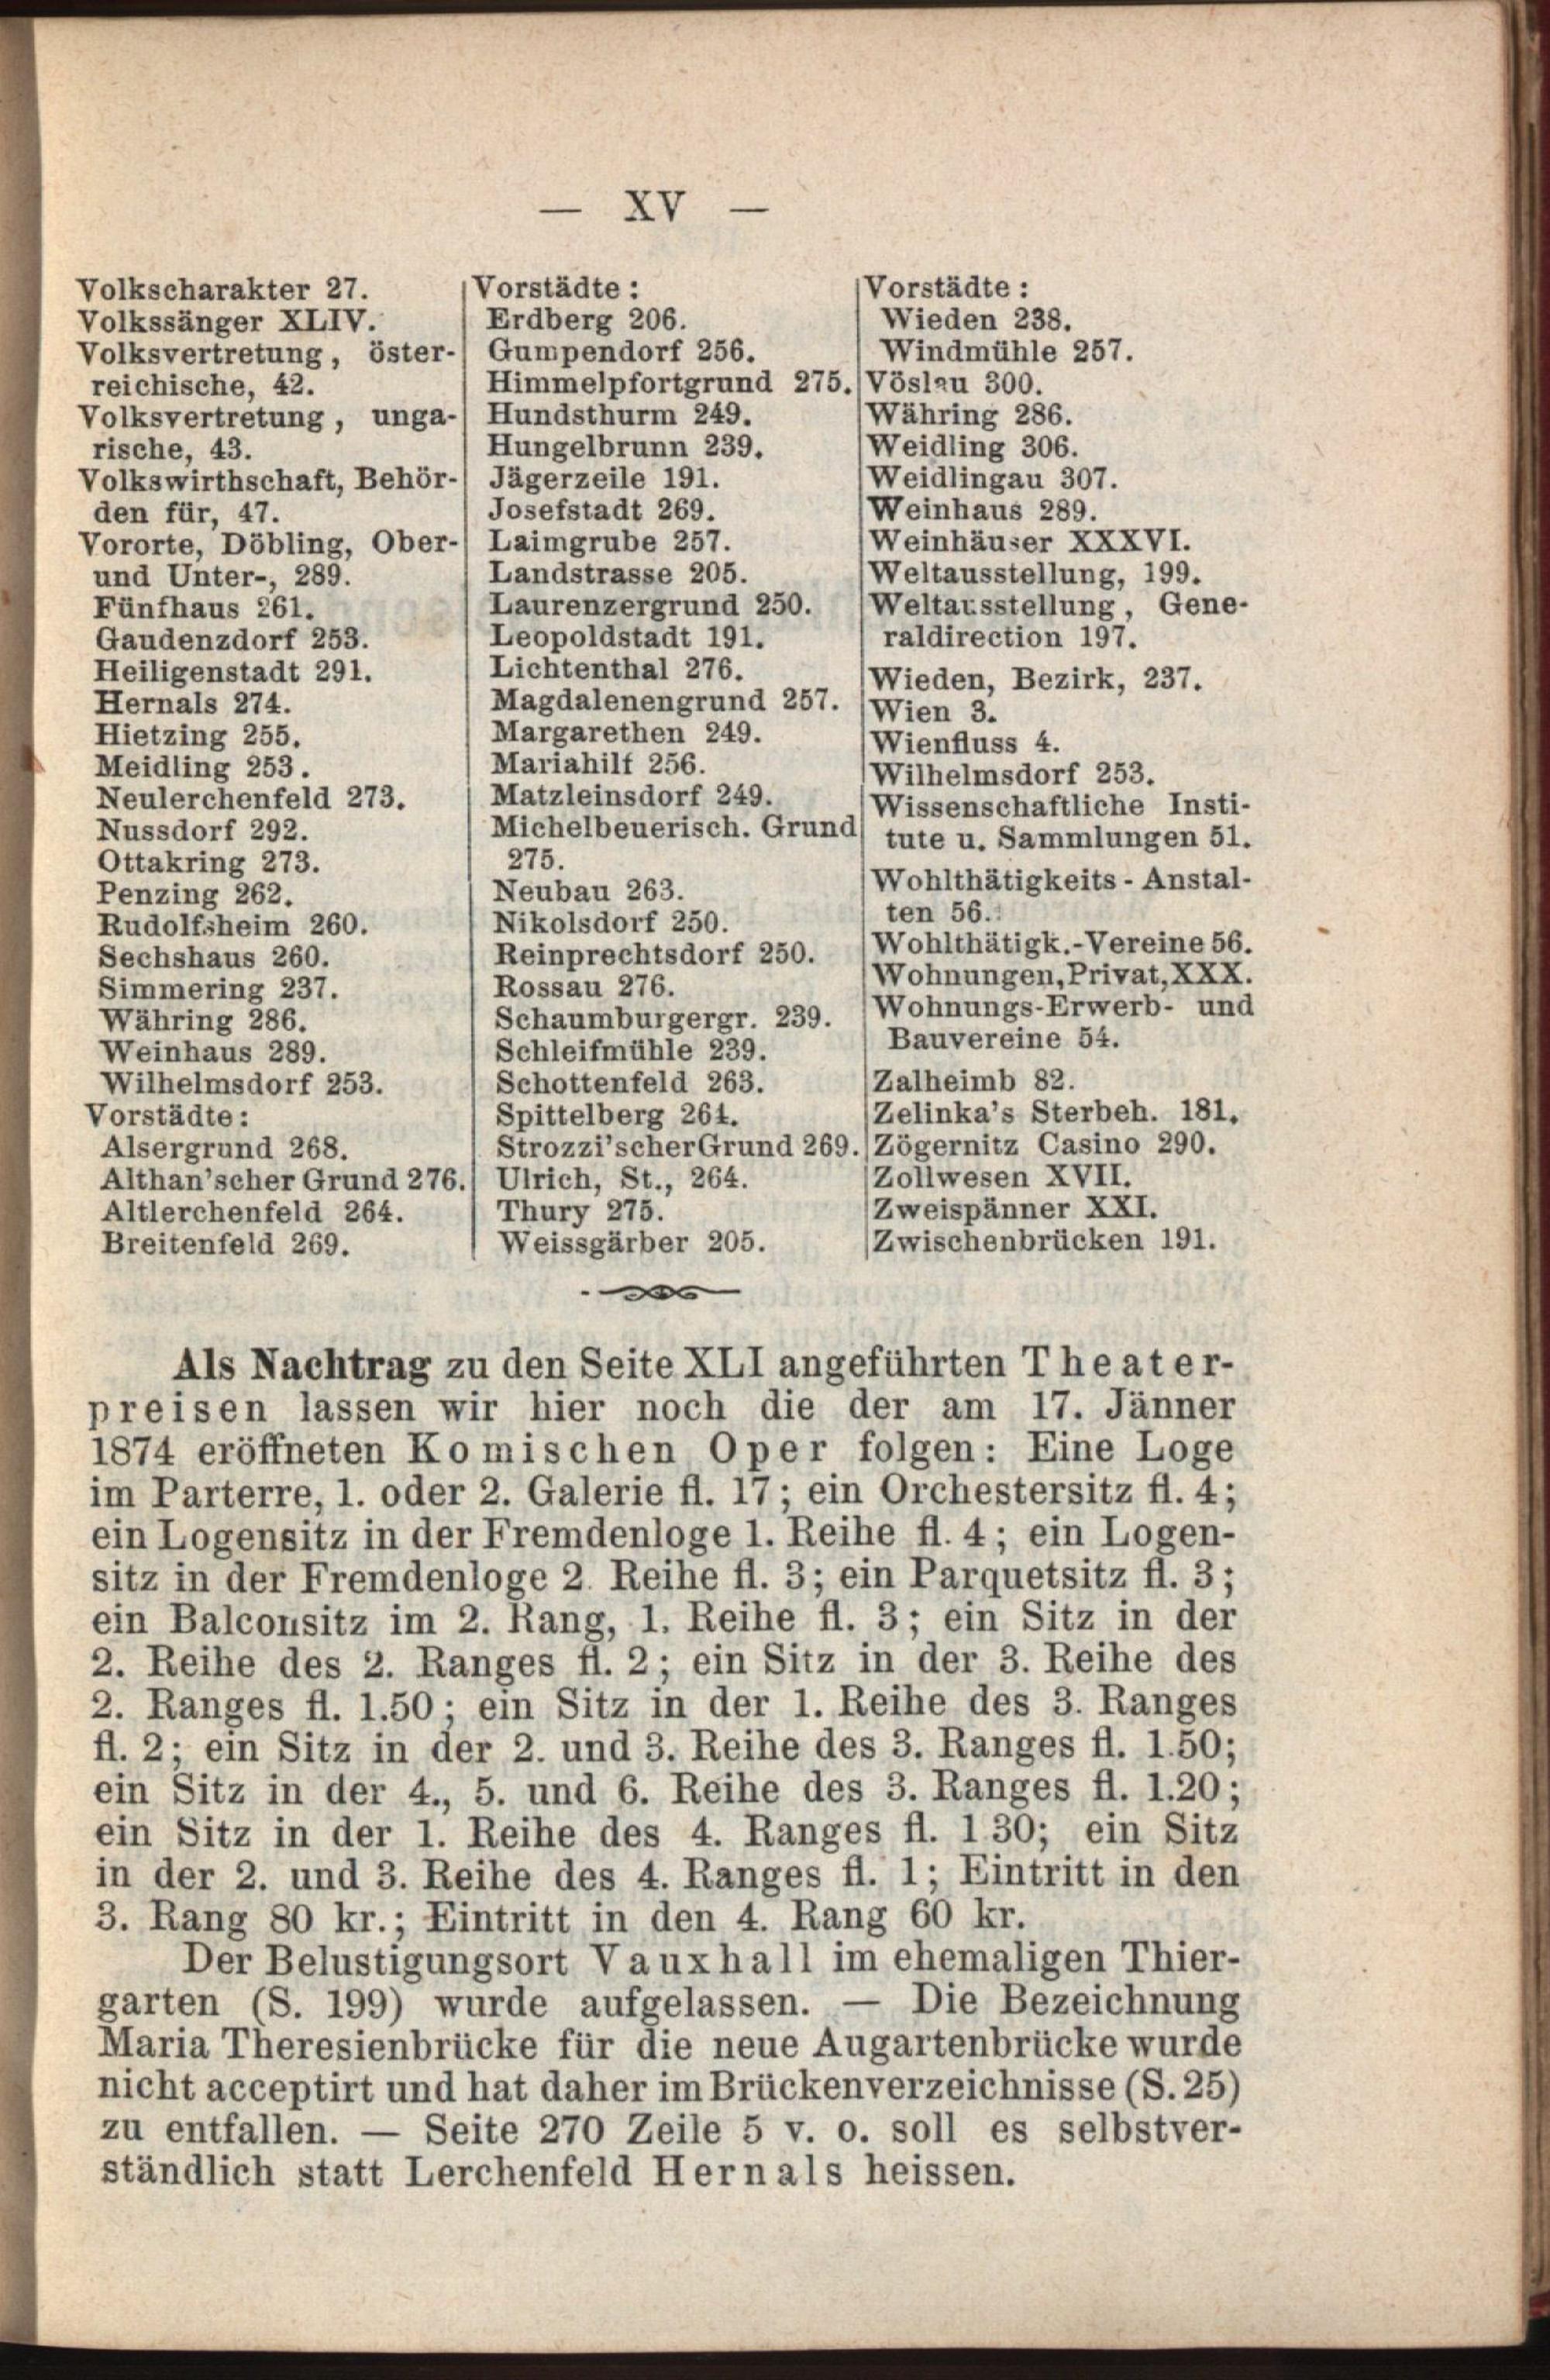 — XV —
Volkscharakter 27.
Volkssänger XLIV.
Volksvertretung, öster-
reichische, 42.
Volksvertretung, unga-
rische, 43.
Volkswirthschaft, Behör-
den für, 47.
Vororte, Döbling, Ober-
und Unter-, 289.
Fünfhaus 261.
Gaudenzdorf 253.
Heiligenstadt 291.
Hernals 274.
Hietzing 255.
Meidling 253.
Neulerchenfeld 273.
Nussdorf 292.
Ottakring 273.
Penzing 262.
Rudolfsheim 260.
Sechshaus 260.
Simmering 237.
Währing 286.
Weinhaus 289.
Wilhelmsdorf 253.
Vorstädte:
Alsergrund 268.
Althan'scher Grund 276.
Altlerchenfeld 264.
Breitenfeld 269.
Vorstädte:
Erdberg 206.
Gumpendorf 256.
Himmelpfortgrund 275.
Hundsthurm 249.
Hungelbrunn 239.
Jägerzeile 191.
Josefstadt 269.
Laimgrube 257.
Landstrasse 205.
Laurenzergrund 250.
Leopoldstadt 191.
Lichtenthal 276.
Magdalenengrund 257.
Margarethen 249.
Mariahilf 256.
Matzleinsdorf 249.
Michelbeuerisch. Grund
275.
Neubau 263.
Nikolsdorf 250.
Reinprechtsdorf 250.
Rossau 276.
Schaumburgergr. 239.
Schleifmühle 239.
Schottenfeld 263.
Spittelberg 264.
Strozzi'scher Grund 269.
Ulrich, St., 264.
Thury 275.
Weissgärber 205.
Vorstädte:
Wieden 238.
Windmühle 257.
Vöslau 300.
Währing 286.
Weidling 306.
Weidlingau 307.
Weinhaus 289.
Weinhäuser XXXVI.
Weltausstellung, 199.
Weltausstellung, Gene-
raldirection 197.
Wieden, Bezirk, 237.
Wien 3.
Wienfluss 4.
Wilhelmsdorf 253.
Wissenschaftliche Insti-
tute u. Sammlungen 51.
Wohlthätigkeits-Anstal-
ten 56.
Wohlthätigk.-Vereine 56.
Wohnungen, Privat, XXX.
Wohnungs-Erwerb- und
Bauvereine 54.
Zalheimb 82.
Zelinka's Sterbeh. 181.
Zögernitz Casino 290.
Zollwesen XVII.
Zweispänner XXI.
Zwischenbrücken 191.
Als Nachtrag zu den Seite XLI angeführten Theater-
preisen lassen wir hier noch die der am 17. Jänner
1874 eröffneten Komischen Oper folgen: Eine Loge
im Parterre, 1. oder 2. Galerie fl. 17; ein Orchestersitz fl. 4;
ein Logensitz in der Fremdenloge 1. Reihe fl. 4; ein Logen-
sitz in der Fremdenloge 2. Reihe fl. 3; ein Parquetsitz fl. 3;
ein Balconsitz im 2. Rang, 1. Reihe fl. 3; ein Sitz in der
2. Reihe des 2. Ranges fl. 2; ein Sitz in der 3. Reihe des
2. Ranges fl. 1.50; ein Sitz in der 1. Reihe des 3. Ranges
fl. 2; ein Sitz in der 2. und 3. Reihe des 3. Ranges fl. 1.50;
ein Sitz in der 4., 5. und 6. Reihe des 3. Ranges fl. 1.20;
ein Sitz in der 1. Reihe des 4. Ranges fl. 1 30; ein Sitz
in der 2. und 3. Reihe des 4. Ranges fl. 1; Eintritt in den
3. Rang 80 kr.; Eintritt in den 4. Rang 60 kr.
Der Belustigungsort Vauxhall im ehemaligen Thier-
garten (S. 199) wurde aufgelassen. — Die Bezeichnung
Maria Theresienbrücke für die neue Augartenbrücke wurde
nicht acceptirt und hat daher im Brückenverzeichnisse (S. 25)
zu entfallen. — Seite 270 Zeile 5 v. o. soll es selbstver-
ständlich statt Lerchenfeld Hernals heissen.